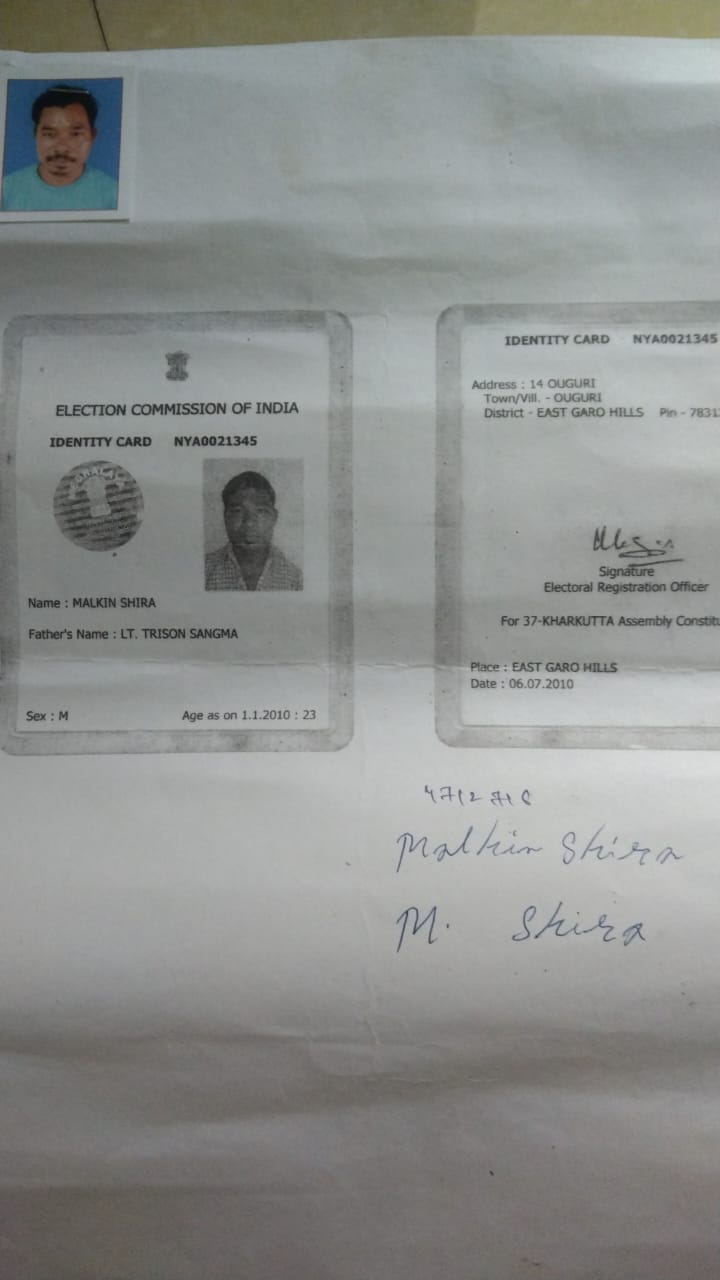 ELECTION COMMISSION OF INDIA
IDENTITY CARD NYA0021345
Name : MALKIN SHIRA
Father's Name : LT. TRISON SANGMA
Sex : M Age as on 1.1.2010 : 23
IDENTITY CARD NYA0021345
Address : 14 OUGURI
Town/Vill. - OUGURI
District - EAST GARO HILLS Pin -
Signature
Electoral Registration Officer
For 37-KHARKUTTA Assembly
Place : EAST GARO HILLS
Date : 06.07.2010
Malkin Shira
M. Shira